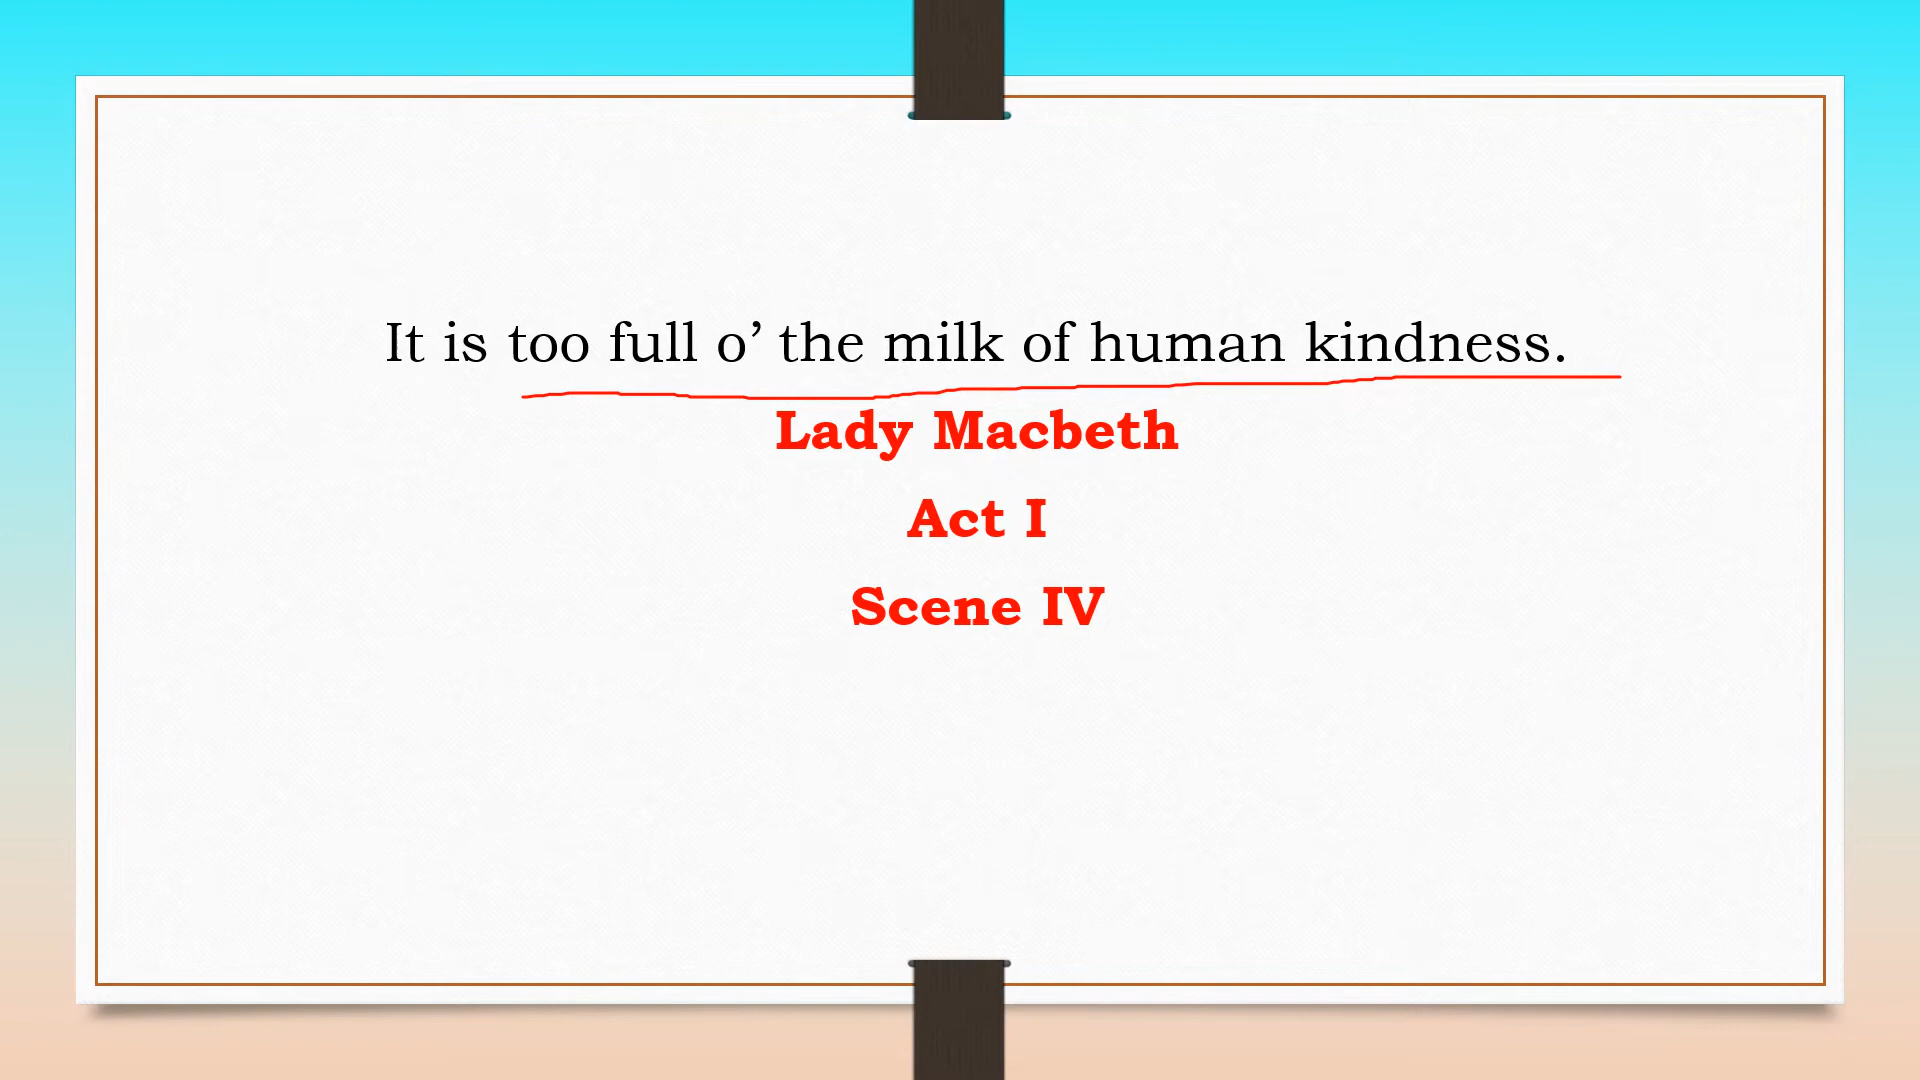 It is too full o’ the milk of human kindness.
Lady Macbeth
Act I
Scene IV